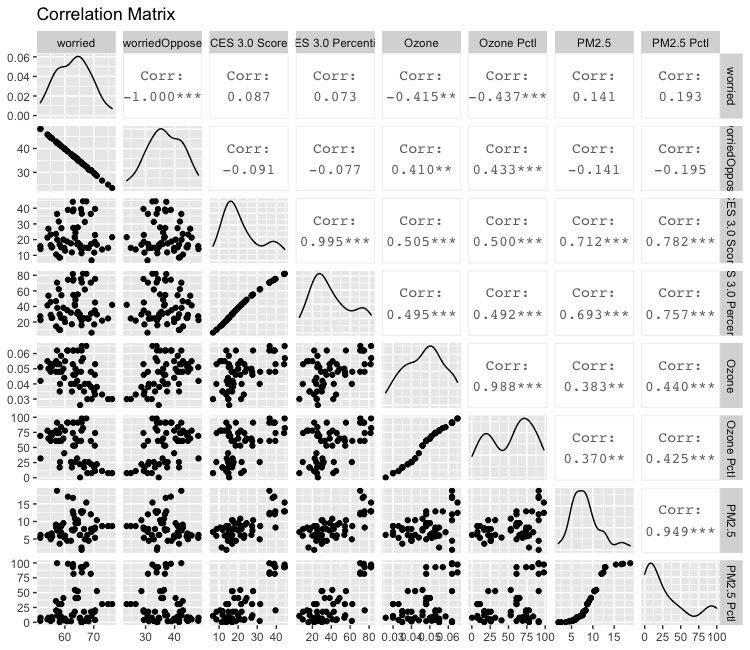 Correlation Matrix
worried
worriedOppose
CES 3.0 Score
ES 3.0 Percenti
Ozone
Ozone Pctl
PM2.5
PM2.5 Pctl
0.06
0.04
0.02
0.00
Corr:
-1.000***
Corr:
0.087
Corr:
0.073
Corr:
-0.415**
Corr:
-0.437***
Corr:
0.141
Corr:
0.193
worried
40
30
Corr:
-0.091
Corr:
-0.077
Corr:
0.410**
Corr:
0.433***
Corr:
-0.141
Corr:
-0.195
orriedOppos
40
30
20
10
Corr:
0.995***
Corr:
0.505***
Corr:
0.500***
Corr:
0.712***
Corr:
0.782***
ES 3.0 Scor
80
60
40
20
Corr:
0.495***
Corr:
0.492***
Corr:
0.693***
Corr:
0.757***
S 3.0 Percer
0.06
0.05
0.04
0.03
Corr:
0.988***
Corr:
0.383**
Corr:
0.440***
Ozone
100
75
50
25
0
Corr:
0.370**
Corr:
0.425***
Ozone Pctl
15
10
5
Corr:
0.949***
PM2.5
100
75
50
25
0
PM2.5 Pctl
60 70
30 40
10 20 30 40
20 40 60 80
0.03 0.04 0.05 0.06
0 25 50 75 100
5 10 15
0 25 50 75 100